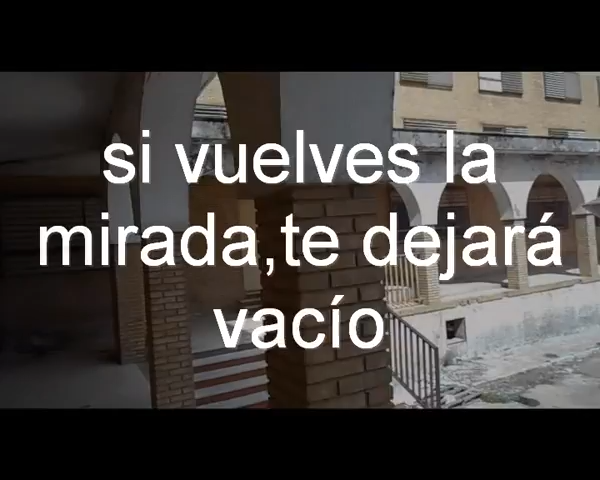 si vuelves la
mirada,te dejará
vacío